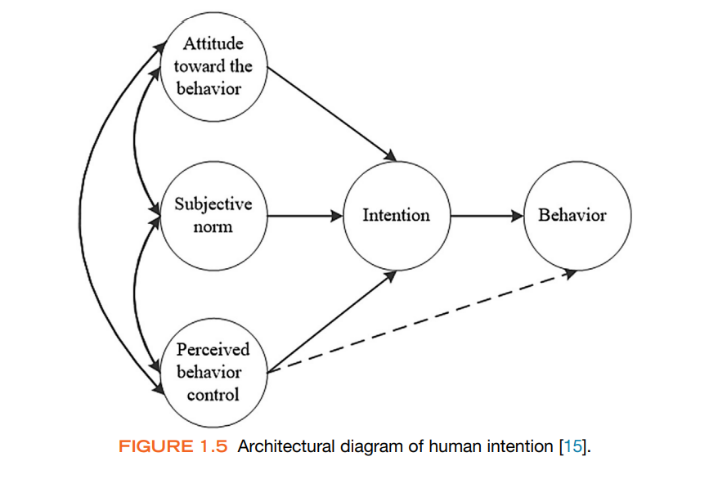 Attitude
toward the
behavior
Subjective
norm
Intention
Behavior
Perceived
behavior
control
FIGURE 1.5 Architectural diagram of human intention [15].